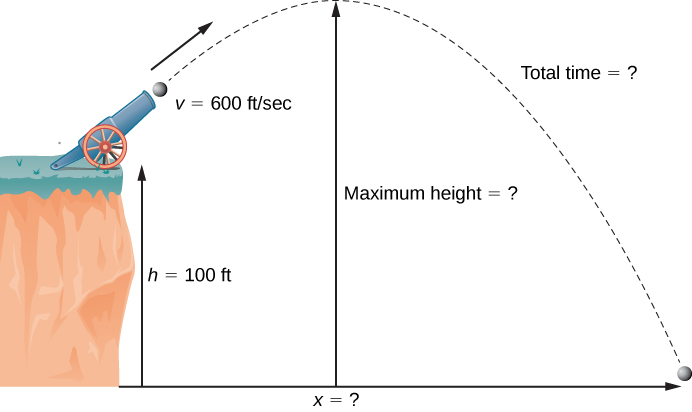 Total time = ?
v = 600 ft/sec
Maximum height = ?
h = 100 ft
x = ?